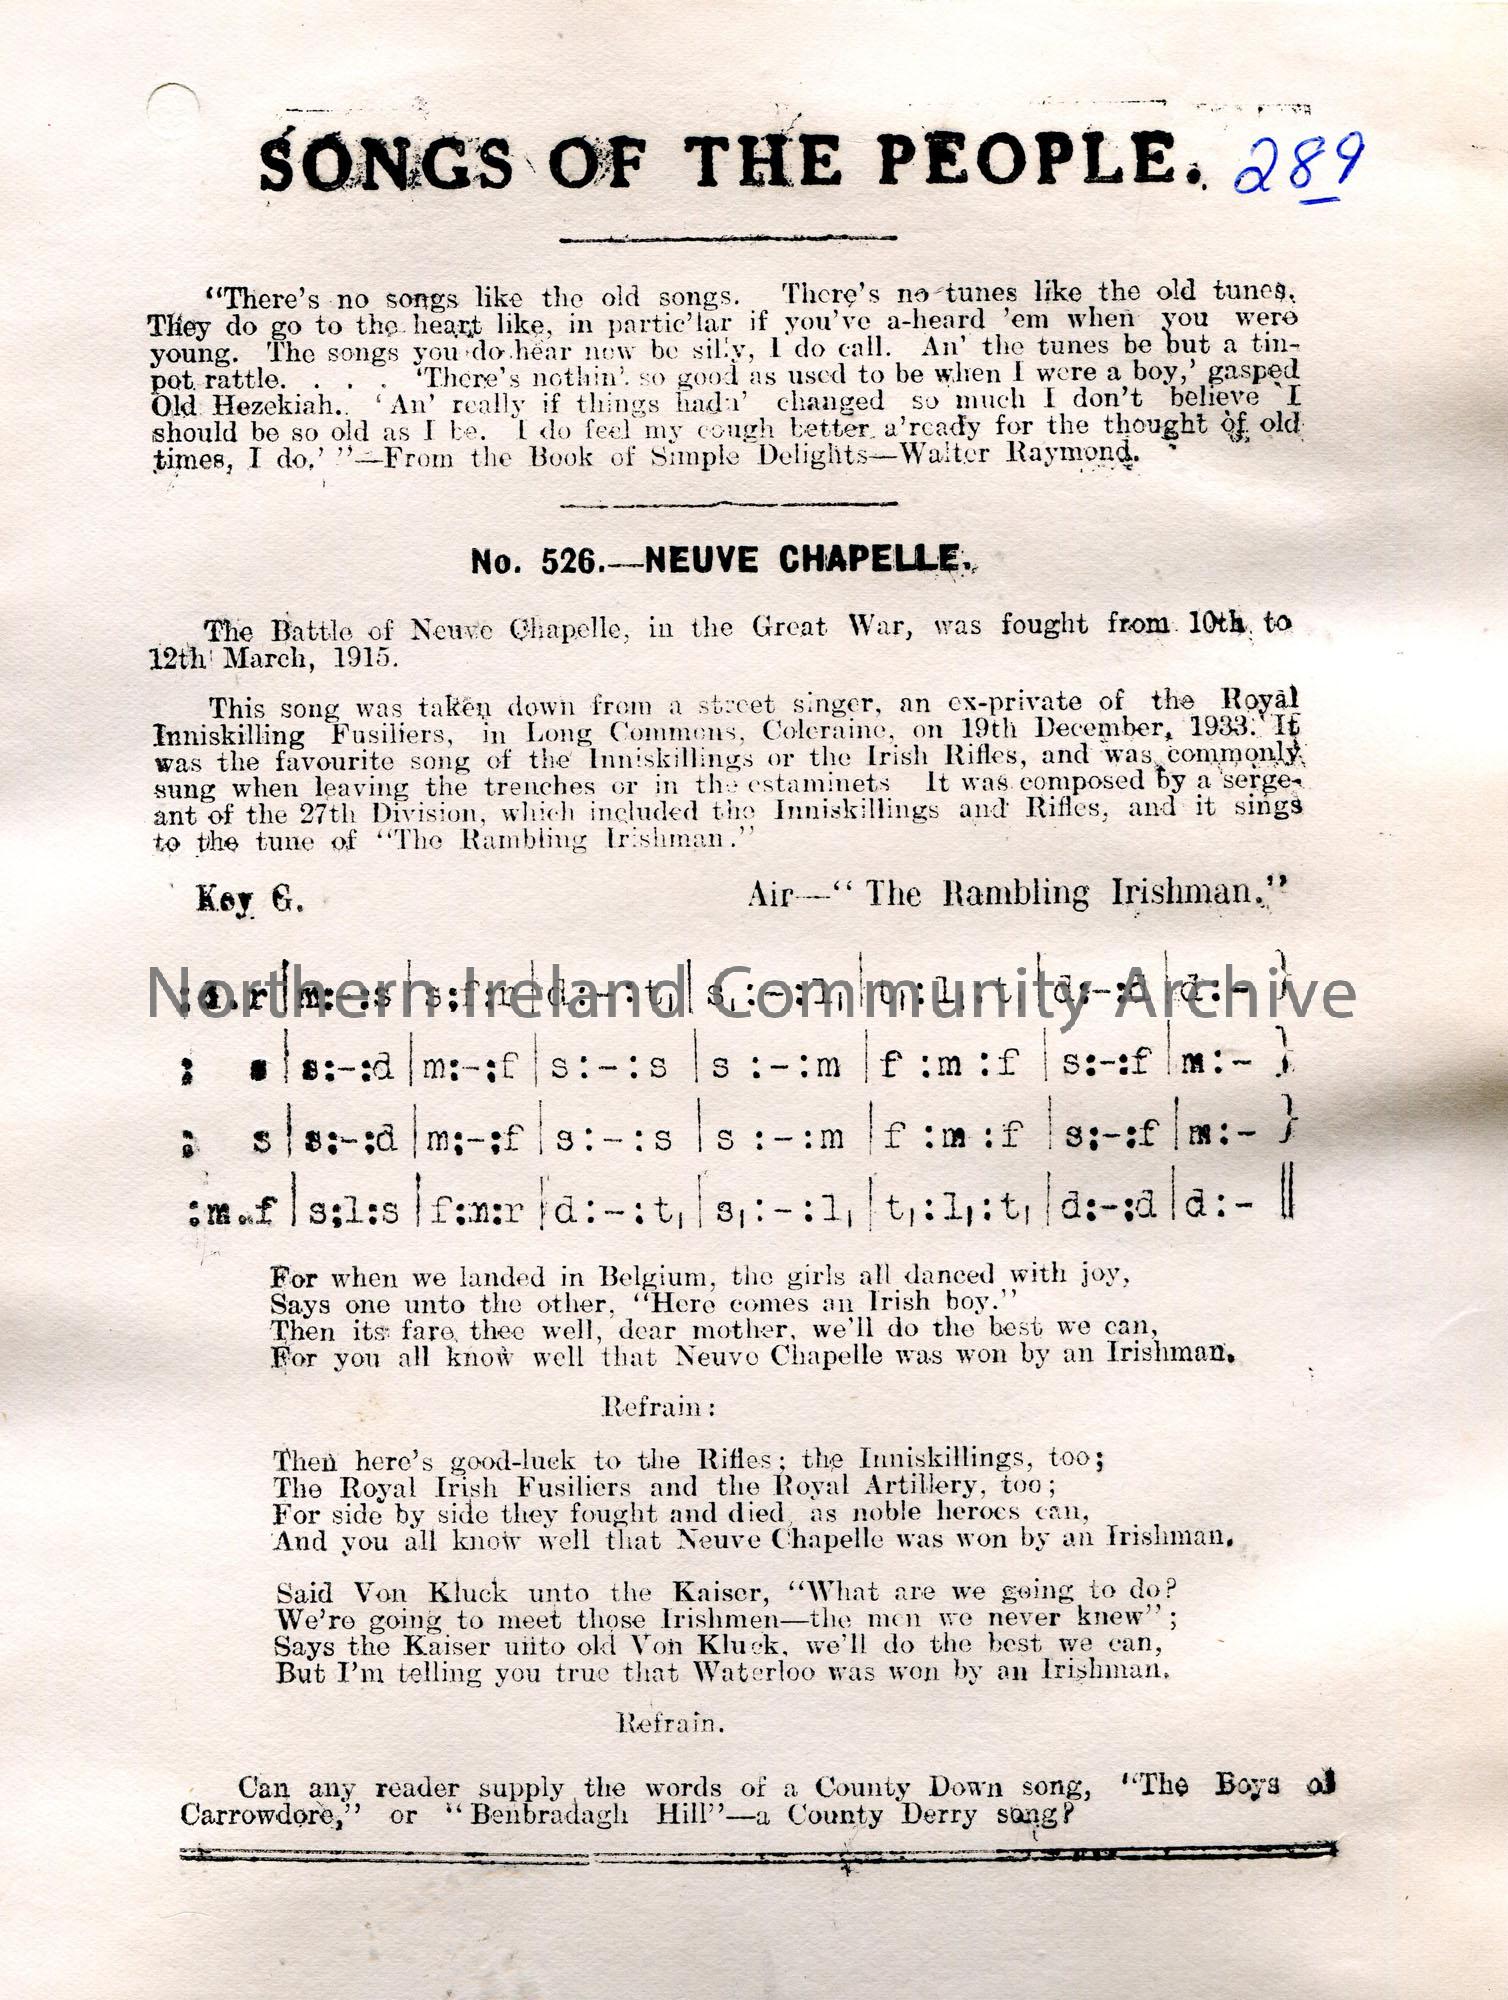 SONGS OF THE PEOPLE. 289
"There's no songs like the old songs. There's no tunes like the old tunes.
They do go to the heart like, in partic'lar if you've a-heard 'em when you were
young. The songs you do hear now be silly, I do call. An' the tunes be but a tin-
pot rattle. . . . 'There's nothin' so good as used to be when I were a boy,' gasped
Old Hezekiah. 'An' really if things hadn' changed so much I don't believe I
should be so old as I be. I do feel my cough better a'ready for the thought of old
times, I do.' "—From the Book of Simple Delights—Walter Raymond.
No. 526.—NEUVE CHAPELLE.
The Battle of Neuve Chapelle, in the Great War, was fought from 10th to
12th March, 1915.
This song was taken down from a street singer, an ex-private of the Royal
Inniskilling Fusiliers, in Long Commons, Coleraine, on 19th December, 1933. It
was the favourite song of the Inniskillings or the Irish Rifles, and was commonly
sung when leaving the trenches or in the estaminets It was composed by a serge-
ant of the 27th Division, which included the Inniskillings and Rifles, and it sings
to the tune of "The Rambling Irishman."
Key G. Air—" The Rambling Irishman."
:d.r |m:-:s |s:f:r |d:-:t, |s,:-:l, |t,:l,:t, |d:-:d |d:- }
Northern Ireland Community Archive
: s |s:-:d |m:-:f |s:-:s |s :-:m |f :m :f |s:-:f |m:- }
: s |s:-:d |m:-:f |s:-:s |s :-:m |f :m :f |s:-:f |m:- }
:m.f |s:l:s |f:m:r |d:-:t, |s,:-:l, |t,:l,:t, |d:-:d |d:- ||
For when we landed in Belgium, the girls all danced with joy,
Says one unto the other, "Here comes an Irish boy."
Then its fare thee well, dear mother, we'll do the best we can,
For you all know well that Neuve Chapelle was won by an Irishman.
Refrain:
Then here's good-luck to the Rifles; the Inniskillings, too;
The Royal Irish Fusiliers and the Royal Artillery, too;
For side by side they fought and died, as noble heroes can,
And you all know well that Neuve Chapelle was won by an Irishman.
Said Von Kluck unto the Kaiser, "What are we going to do?
We're going to meet those Irishmen—the men we never knew";
Says the Kaiser unto old Von Kluck, we'll do the best we can,
But I'm telling you true that Waterloo was won by an Irishman.
Refrain.
Can any reader supply the words of a County Down song, "The Boys of
Carrowdore," or "Benbradagh Hill"—a County Derry song?